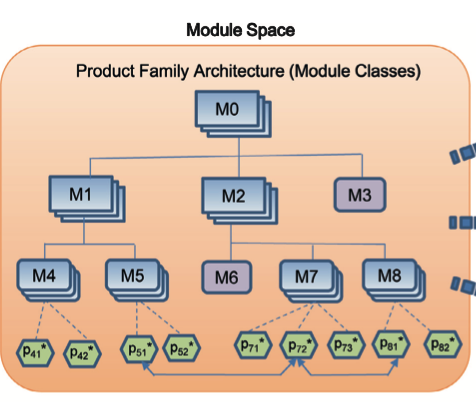 Module Space
Product Family Architecture (Module Classes)
M0
M1 M2 M3
M4 M5 M6 M7 M8
p41* p42* p51* p52* p71* p72* p73* p81* p82*